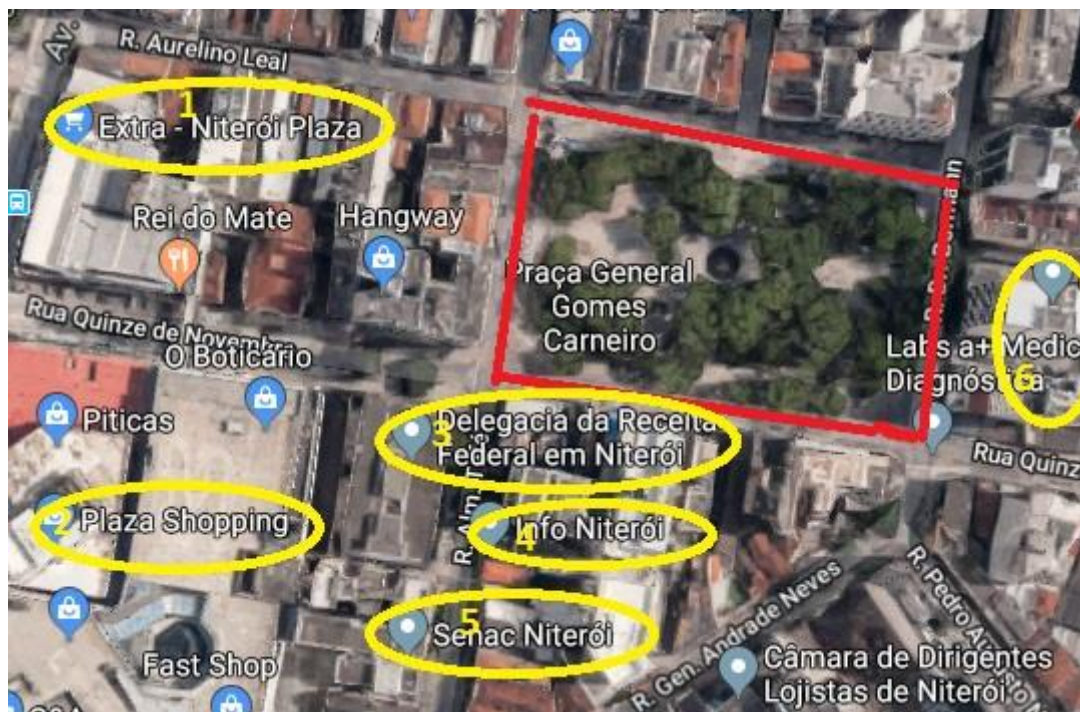 Av.
R. Aurelino Leal
1
Extra - Niterói Plaza
Rei do Mate
Hangway
Praça General
Gomes
Carneiro
Rua Quinze de Novembro
O Boticário
Labs a+ Medic
Diagnóstica
6
Piticas
3
Delegacia da Receita
Federal em Niterói
Rua Quinz
2
Plaza Shopping
4
Info Niterói
5
Senac Niterói
R. Gen. Andrade Neves
Fast Shop
Câmara de Dirigentes
Lojistas de Niterói